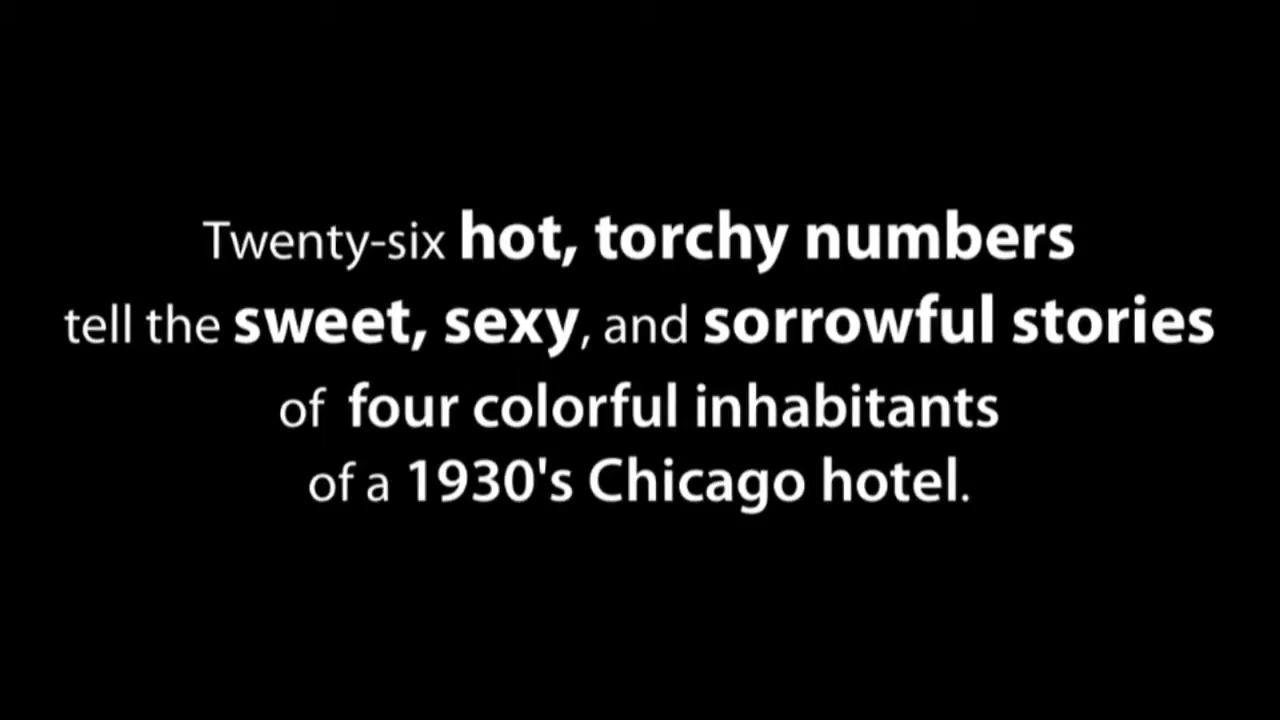 Twenty-six hot, torchy numbers
tell the sweet, sexy, and sorrowful stories
of four colorful inhabitants
of a 1930's Chicago hotel.